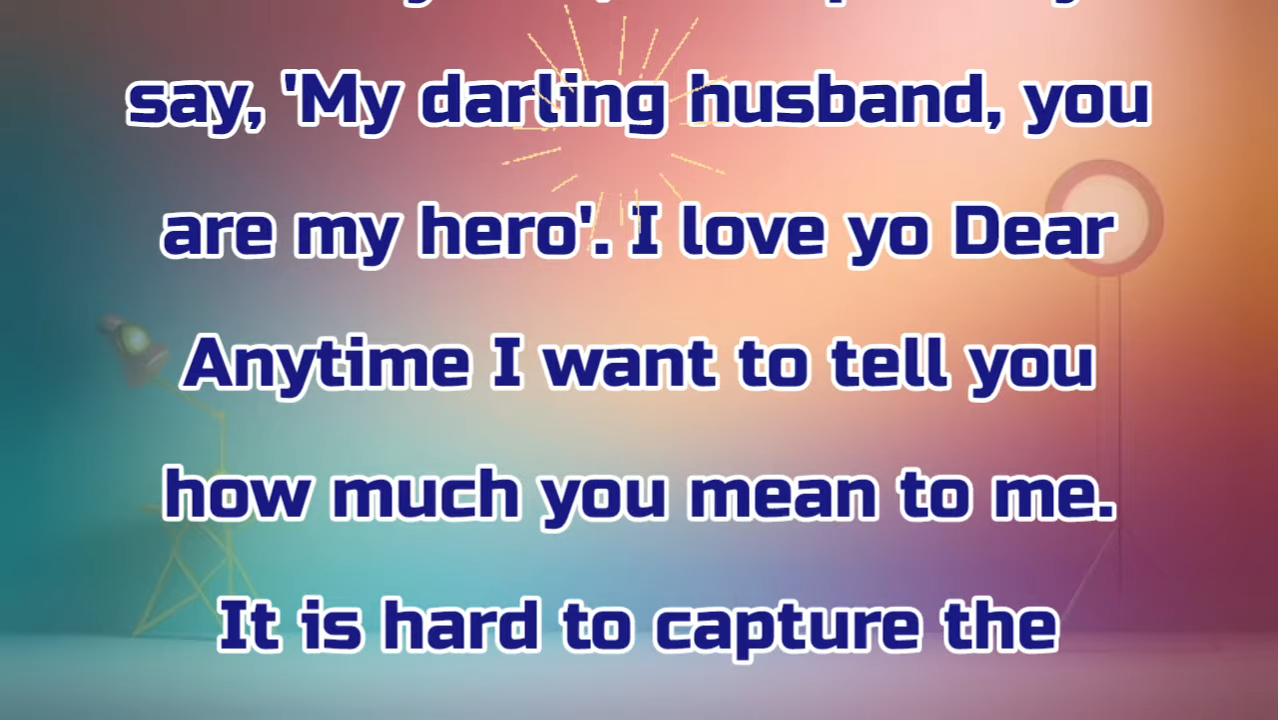 say, 'My darling husband, you
are my hero'. I love yo Dear
Anytime I want to tell you
how much you mean to me.
It is hard to capture the